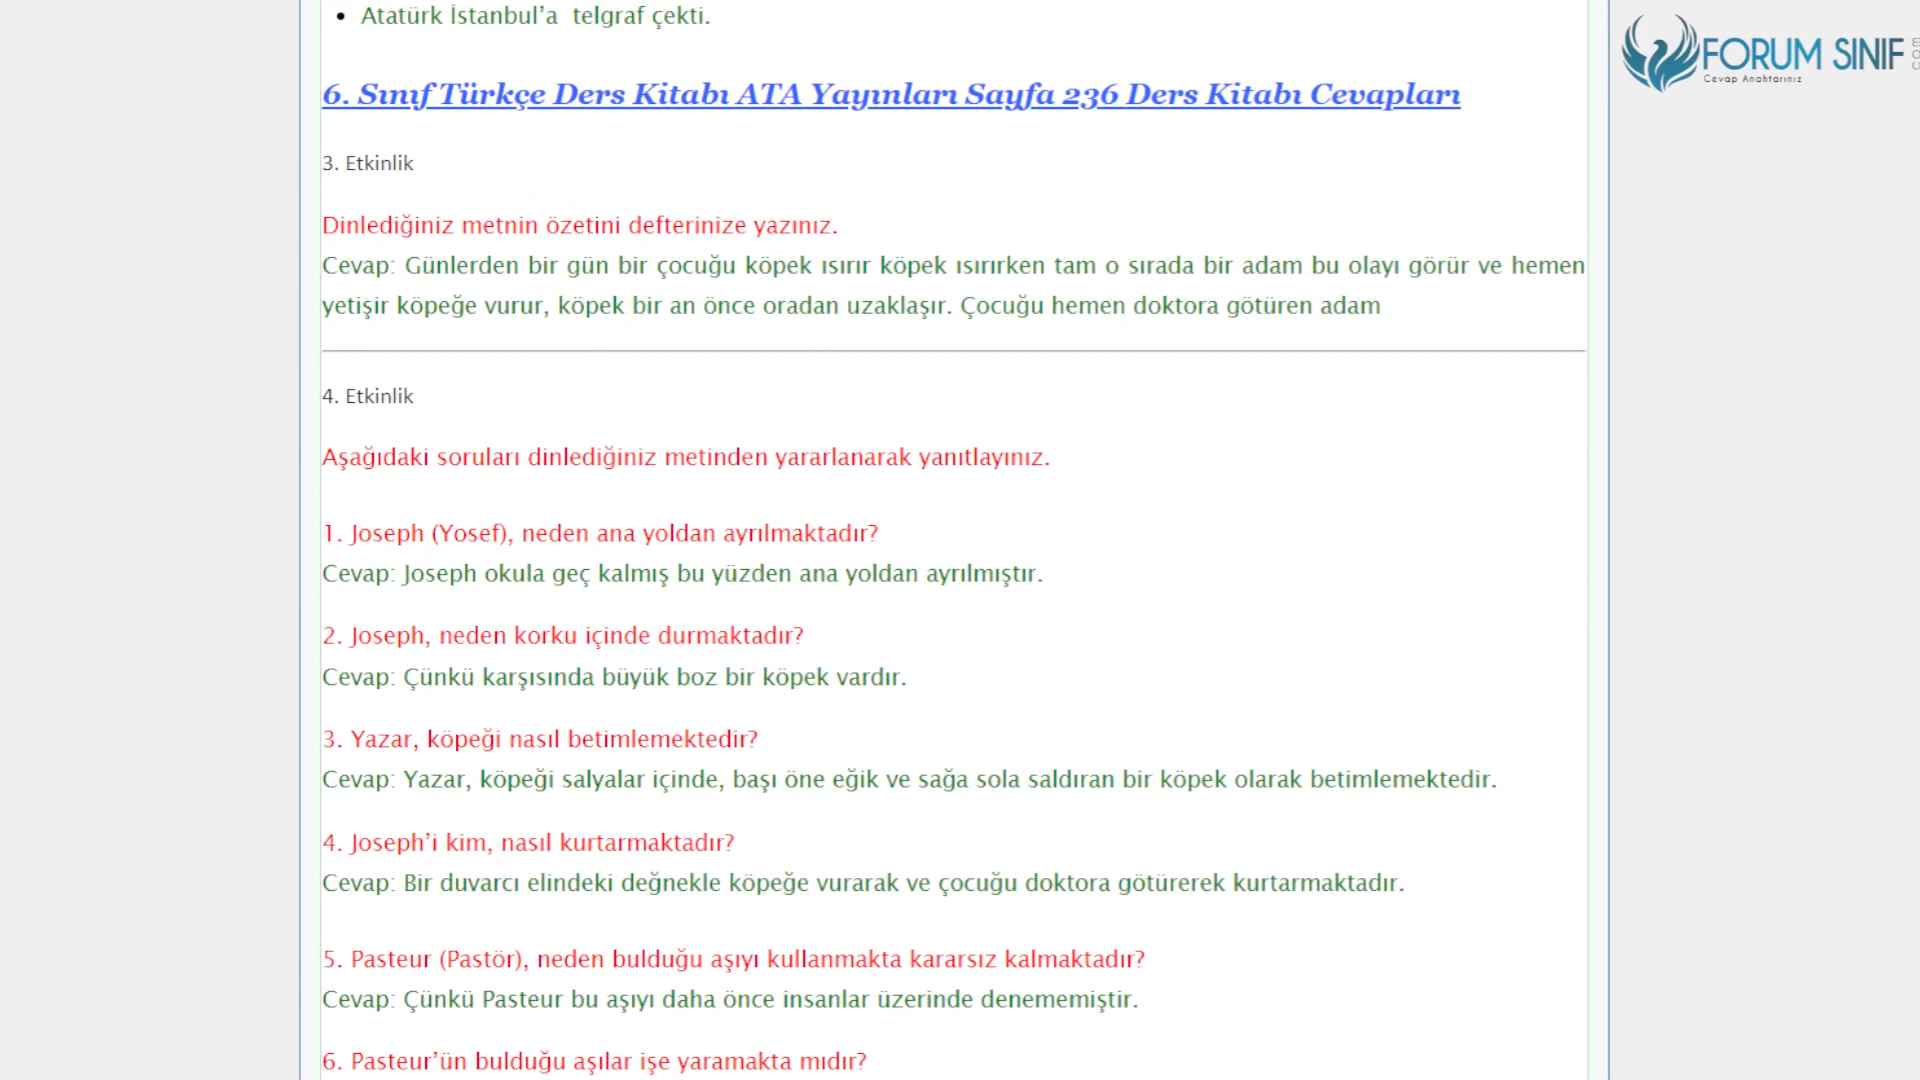 Atatürk İstanbul’a telgraf çekti.
FORUM SINIF
Cevap Anahtarınız
6. Sınıf Türkçe Ders Kitabı ATA Yayınları Sayfa 236 Ders Kitabı Cevapları
3. Etkinlik
Dinlediğiniz metnin özetini defterinize yazınız.
Cevap: Günlerden bir gün bir çocuğu köpek ısırır köpek ısırırken tam o sırada bir adam bu olayı görür ve hemen
yetişir köpeğe vurur, köpek bir an önce oradan uzaklaşır. Çocuğu hemen doktora götüren adam
4. Etkinlik
Aşağıdaki soruları dinlediğiniz metinden yararlanarak yanıtlayınız.
1. Joseph (Yosef), neden ana yoldan ayrılmaktadır?
Cevap: Joseph okula geç kalmış bu yüzden ana yoldan ayrılmıştır.
2. Joseph, neden korku içinde durmaktadır?
Cevap: Çünkü karşısında büyük boz bir köpek vardır.
3. Yazar, köpeği nasıl betimlemektedir?
Cevap: Yazar, köpeği salyalar içinde, başı öne eğik ve sağa sola saldıran bir köpek olarak betimlemektedir.
4. Joseph’i kim, nasıl kurtarmaktadır?
Cevap: Bir duvarcı elindeki değnekle köpeğe vurarak ve çocuğu doktora götürerek kurtarmaktadır.
5. Pasteur (Pastör), neden bulduğu aşıyı kullanmakta kararsız kalmaktadır?
Cevap: Çünkü Pasteur bu aşıyı daha önce insanlar üzerinde denememiştir.
6. Pasteur’ün bulduğu aşılar işe yaramakta mıdır?